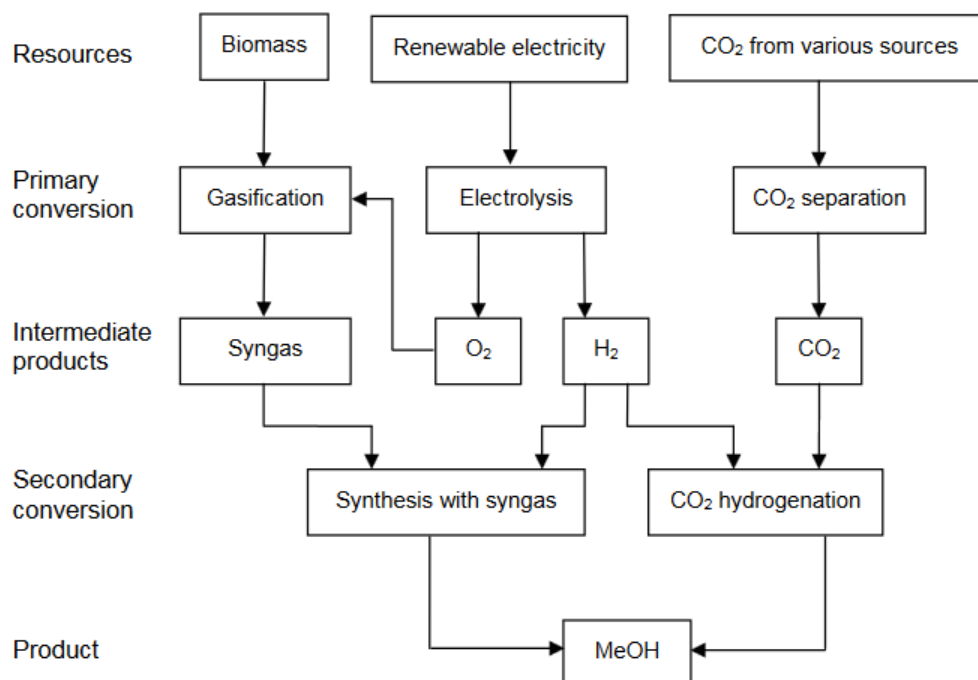 Resources
Biomass
Renewable electricity
CO₂ from various sources
Primary
conversion
Gasification
Electrolysis
CO₂ separation
Intermediate
products
Syngas
O₂
H₂
CO₂
Secondary
conversion
Synthesis with syngas
CO₂ hydrogenation
Product
MeOH